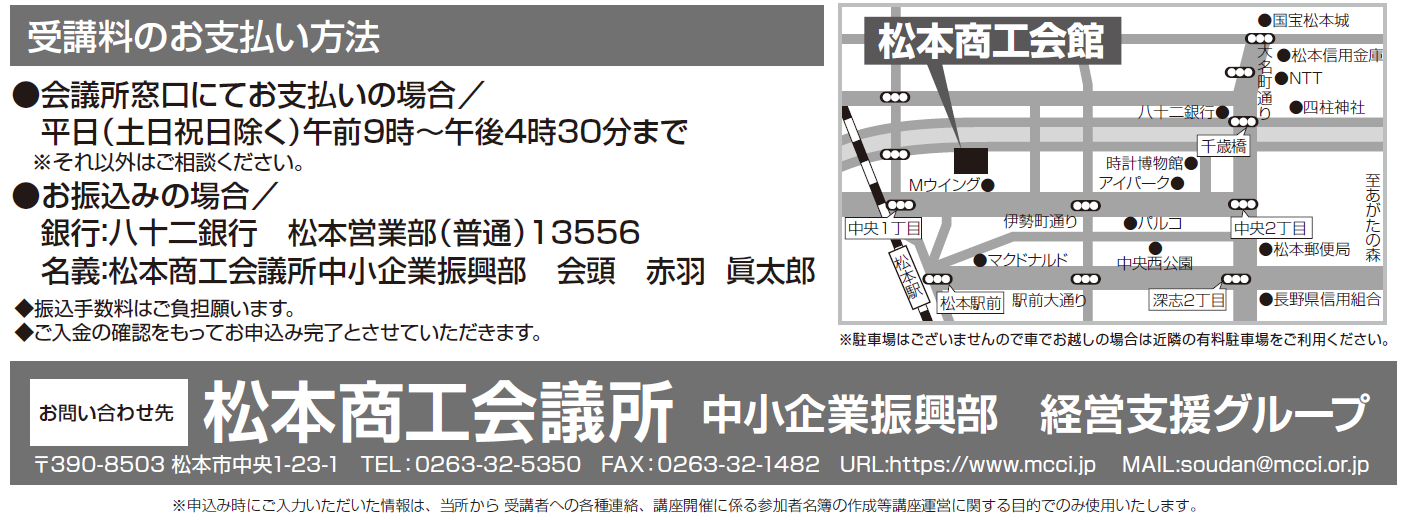 受講料のお支払い方法
●会議所窓口にてお支払いの場合／
平日(土日祝日除く)午前9時～午後4時30分まで
※それ以外はご相談ください。
●お振込みの場合／
銀行:八十二銀行　松本営業部(普通)13556
名義:松本商工会議所中小企業振興部　会頭　赤羽　眞太郎
◆振込手数料はご負担願います。
◆ご入金の確認をもってお申込み完了とさせていただきます。
松本商工会館
●国宝松本城
大名町通り
●松本信用金庫
●NTT
八十二銀行●
●四柱神社
千歳橋
時計博物館●
Mウイング●
アイパーク●
至あがたの森
中央1丁目
伊勢町通り
●パルコ
中央2丁目
●松本郵便局
松本駅
●マクドナルド
●
中央西公園
松本駅前
駅前大通り
深志2丁目
●長野県信用組合
※駐車場はございませんので車でお越しの場合は近隣の有料駐車場をご利用ください。
お問い合わせ先
松本商工会議所 中小企業振興部　経営支援グループ
〒390-8503 松本市中央1-23-1　TEL:0263-32-5350　FAX:0263-32-1482　URL:https://www.mcci.jp　MAIL:soudan@mcci.or.jp
※申込み時にご入力いただいた情報は、当所から 受講者への各種連絡、講座開催に係る参加者名簿の作成等講座運営に関する目的でのみ使用いたします。